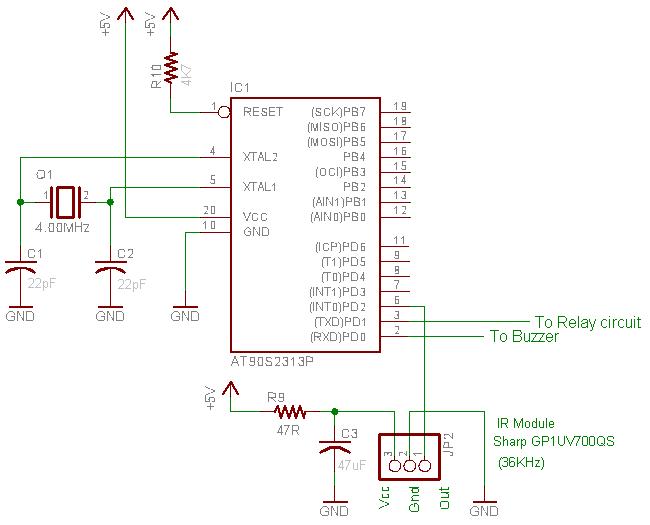 +5V
+5V
R10
4K7
IC1
1 RESET
4 XTAL2
5 XTAL1
20 VCC
10 GND
(SCK)PB7 19
(MISO)PB6 18
(MOSI)PB5 17
PB4 16
(OCI)PB3 15
PB2 14
(AIN1)PB1 13
(AIN0)PB0 12
(ICP)PD6 11
(T1)PD5 9
(T0)PD4 8
(INT1)PD3 7
(INT0)PD2 6
(TXD)PD1 3
(RXD)PD0 2
AT90S2313P
Q1
1 2
4.00MHz
C1
22pF
C2
22pF
GND
GND
GND
To Relay circuit
To Buzzer
+5V
R9
47R
C3
47uF
GND
3 2 1
JP2
Vcc
Gnd
Out
IR Module
Sharp GP1UV700QS
(36KHz)
GND